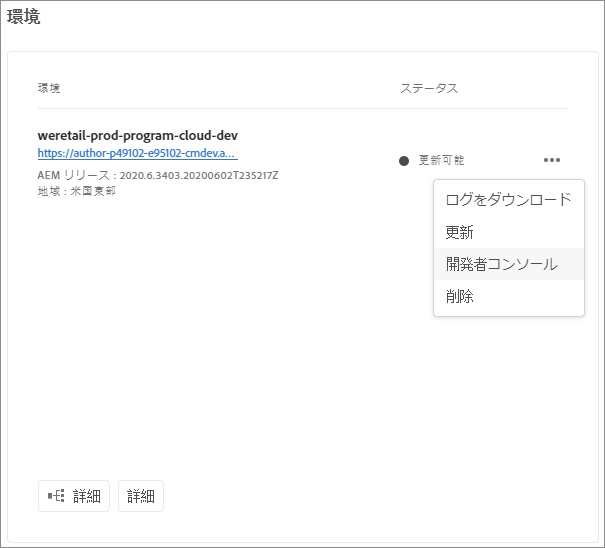 環境
環境
ステータス
weretail-prod-program-cloud-dev
https://author-p49102-e95102-cmdev.a...
更新可能
AEM リリース : 2020.6.3403.20200602T235217Z
地域 : 米国東部
ログをダウンロード
更新
開発者コンソール
削除
詳細
詳細